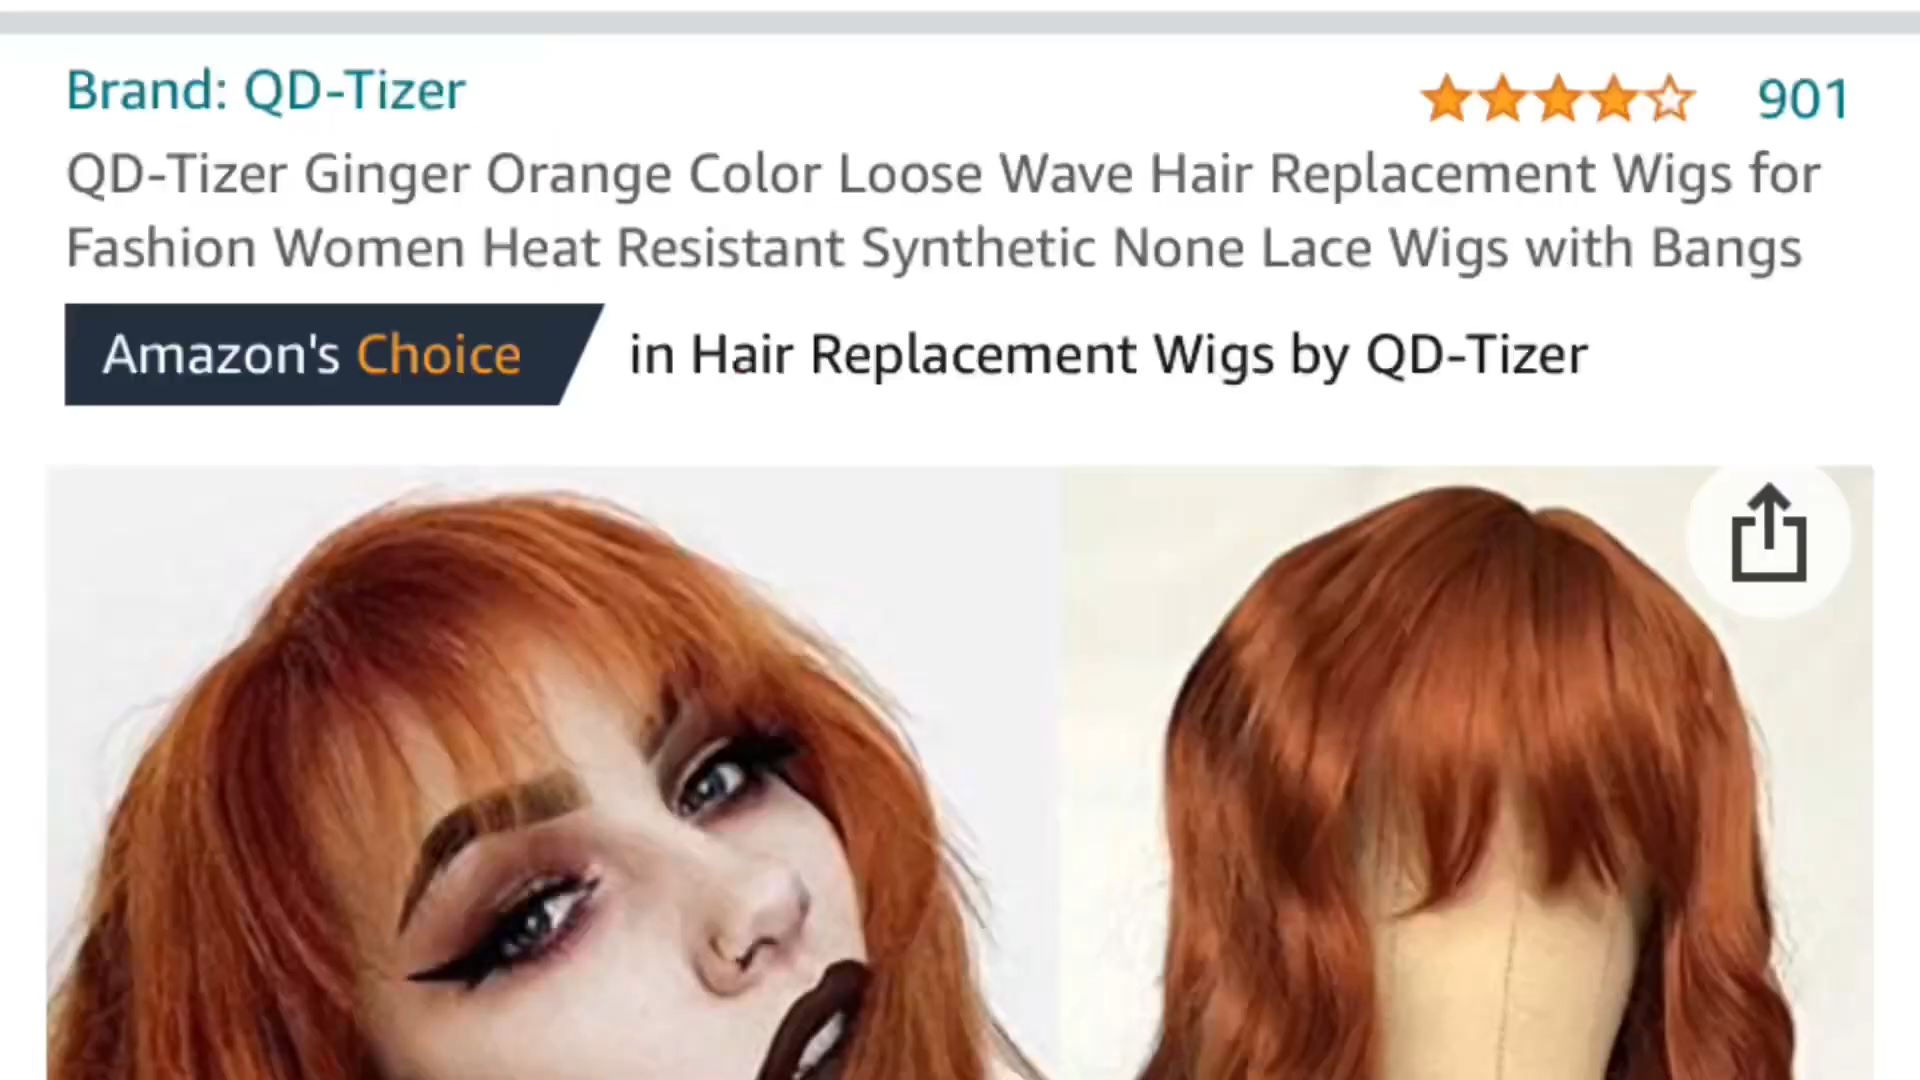 Brand: QD-Tizer
901
QD-Tizer Ginger Orange Color Loose Wave Hair Replacement Wigs for
Fashion Women Heat Resistant Synthetic None Lace Wigs with Bangs
Amazon's Choice in Hair Replacement Wigs by QD-Tizer